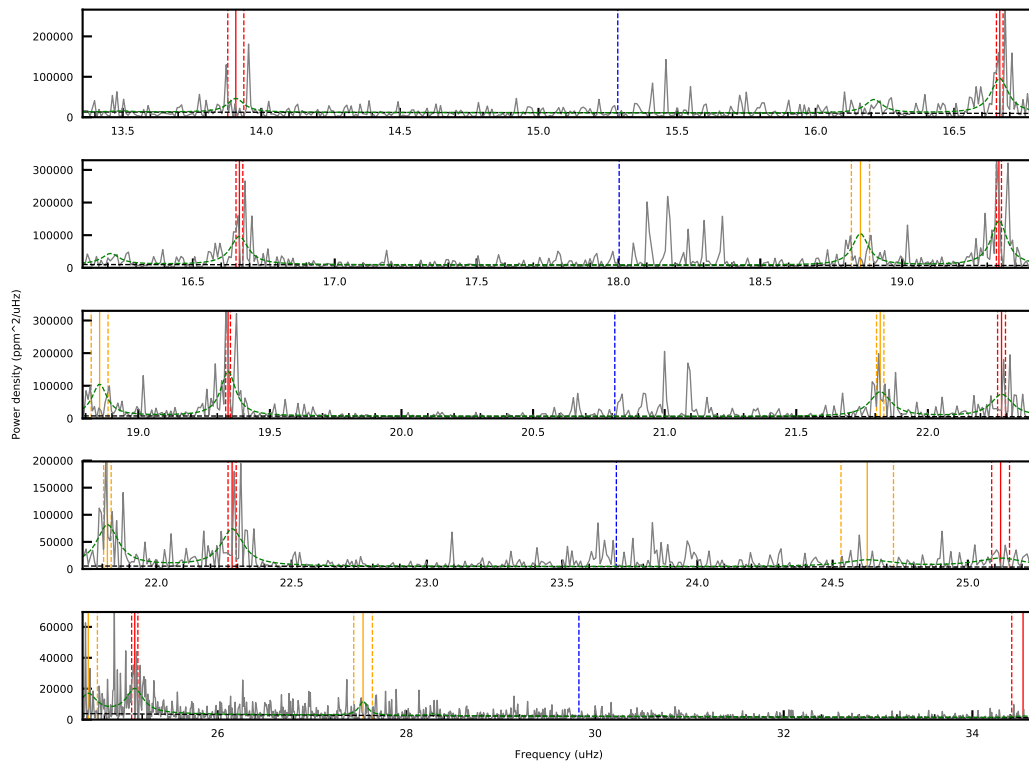 200000
100000
0
13.5 14.0 14.5 15.0 15.5 16.0 16.5
300000
200000
100000
0
16.5 17.0 17.5 18.0 18.5 19.0
Power density (ppm^2/uHz)
300000
200000
100000
0
19.0 19.5 20.0 20.5 21.0 21.5 22.0
200000
150000
100000
50000
0
22.0 22.5 23.0 23.5 24.0 24.5 25.0
60000
40000
20000
0
26 28 30 32 34
Frequency (uHz)